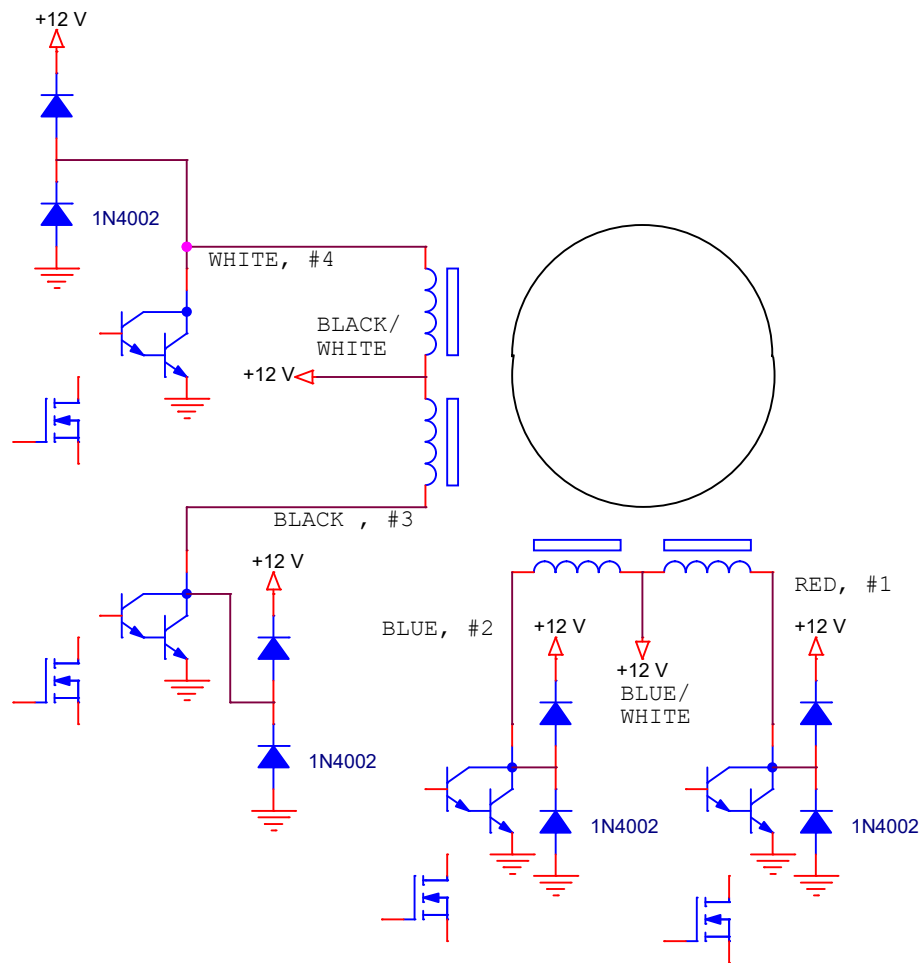 +12 V
1N4002
WHITE, #4
BLACK/
WHITE
+12 V
BLACK , #3
+12 V
1N4002
RED, #1
BLUE, #2
+12 V
+12 V
+12 V
BLUE/
WHITE
1N4002
1N4002